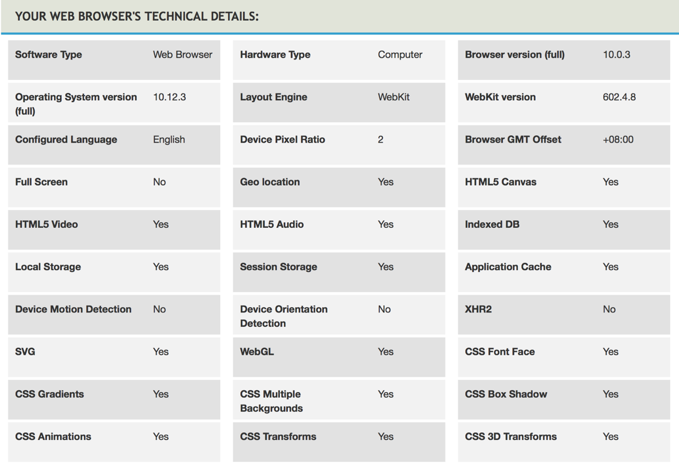 YOUR WEB BROWSER'S TECHNICAL DETAILS:
Software Type Web Browser Hardware Type Computer Browser version (full) 10.0.3
Operating System version 10.12.3 Layout Engine WebKit WebKit version 602.4.8
(full)
Configured Language English Device Pixel Ratio 2 Browser GMT Offset +08:00
Full Screen No Geo location Yes HTML5 Canvas Yes
HTML5 Video Yes HTML5 Audio Yes Indexed DB Yes
Local Storage Yes Session Storage Yes Application Cache Yes
Device Motion Detection No Device Orientation No XHR2 No
Detection
SVG Yes WebGL Yes CSS Font Face Yes
CSS Gradients Yes CSS Multiple Yes CSS Box Shadow Yes
Backgrounds
CSS Animations Yes CSS Transforms Yes CSS 3D Transforms Yes